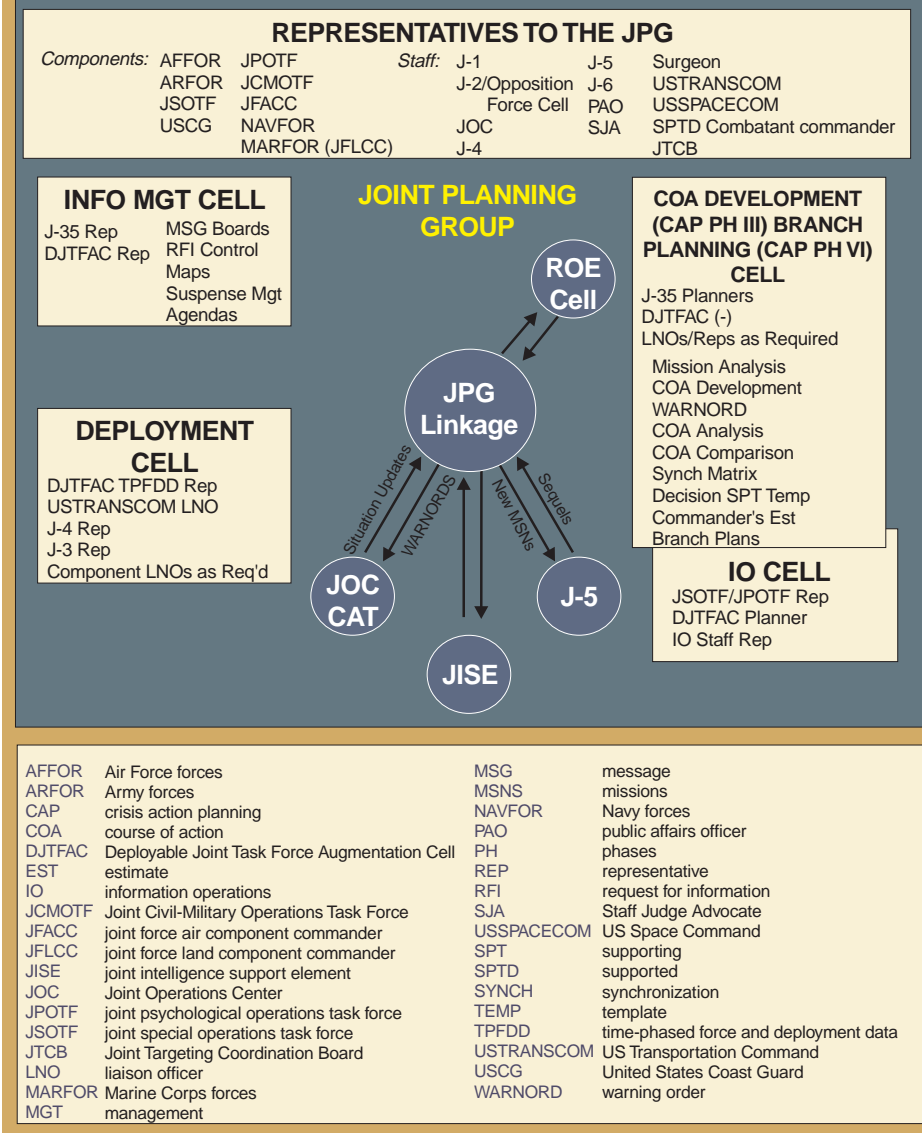 REPRESENTATIVES TO THE JPG
Components: AFFOR JPOTF Staff: J-1 J-5 Surgeon
ARFOR JCMOTF J-2/Opposition J-6 USTRANSCOM
JSOTF JFACC Force Cell PAO USSPACECOM
USCG NAVFOR JOC SJA SPTD Combatant commander
MARFOR (JFLCC) J-4 JTCB
INFO MGT CELL
J-35 Rep MSG Boards
DJTFAC Rep RFI Control
Maps
Suspense Mgt
Agendas
JOINT PLANNING
GROUP
COA DEVELOPMENT
(CAP PH III) BRANCH
PLANNING (CAP PH VI)
CELL
J-35 Planners
DJTFAC (-)
LNOs/Reps as Required
Mission Analysis
COA Development
WARNORD
COA Analysis
COA Comparison
Synch Matrix
Decision SPT Temp
Commander's Est
Branch Plans
ROE
Cell
JPG
Linkage
DEPLOYMENT
CELL
DJTFAC TPFDD Rep
USTRANSCOM LNO
J-4 Rep
J-3 Rep
Component LNOs as Req'd
Situation Updates
WARNORDS
New MSNs
Sequels
JOC
CAT
J-5
JISE
IO CELL
JSOTF/JPOTF Rep
DJTFAC Planner
IO Staff Rep
AFFOR Air Force forces
ARFOR Army forces
CAP crisis action planning
COA course of action
DJTFAC Deployable Joint Task Force Augmentation Cell
EST estimate
IO information operations
JCMOTF Joint Civil-Military Operations Task Force
JFACC joint force air component commander
JFLCC joint force land component commander
JISE joint intelligence support element
JOC Joint Operations Center
JPOTF joint psychological operations task force
JSOTF joint special operations task force
JTCB Joint Targeting Coordination Board
LNO liaison officer
MARFOR Marine Corps forces
MGT management
MSG message
MSNS missions
NAVFOR Navy forces
PAO public affairs officer
PH phases
REP representative
RFI request for information
SJA Staff Judge Advocate
USSPACECOM US Space Command
SPT supporting
SPTD supported
SYNCH synchronization
TEMP template
TPFDD time-phased force and deployment data
USTRANSCOM US Transportation Command
USCG United States Coast Guard
WARNORD warning order